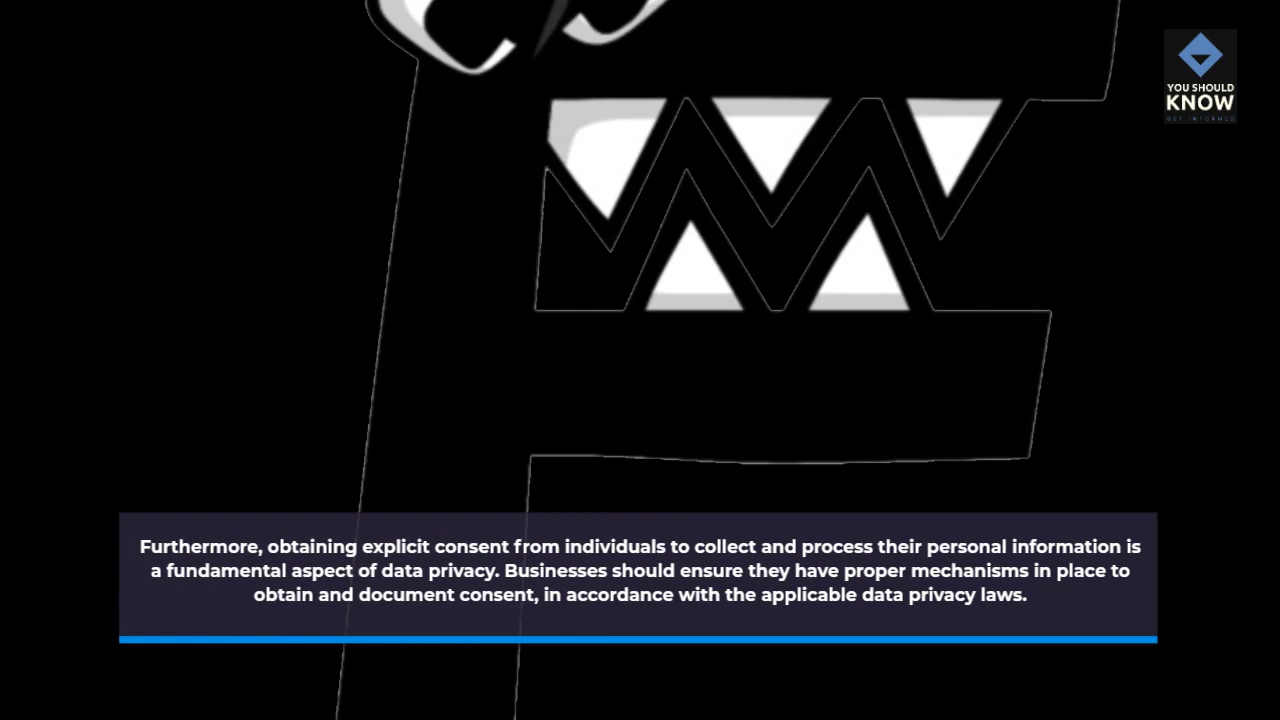 YOU SHOULD
KNOW
GET INFORMED
Furthermore, obtaining explicit consent from individuals to collect and process their personal information is
a fundamental aspect of data privacy. Businesses should ensure they have proper mechanisms in place to
obtain and document consent, in accordance with the applicable data privacy laws.